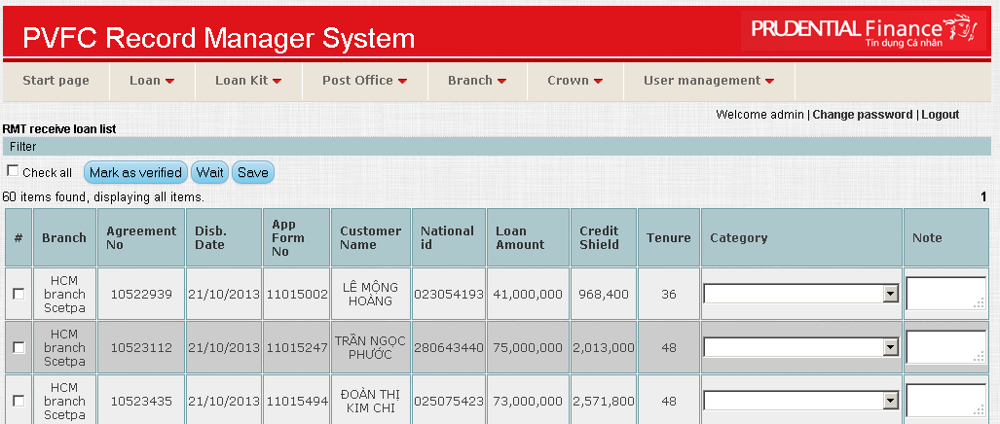 PVFC Record Manager System
PRUDENTIAL Finance
Tín dụng Cá nhân
Start page Loan Loan Kit Post Office Branch Crown User management
Welcome admin | Change password | Logout
RMT receive loan list
Filter
Check all Mark as verified Wait Save
60 items found, displaying all items. 1
# Branch Agreement No Disb. Date App Form No Customer Name National id Loan Amount Credit Shield Tenure Category Note
HCM branch Scetpa 10522939 21/10/2013 11015002 LÊ MỘNG HOÀNG 023054193 41,000,000 968,400 36
HCM branch Scetpa 10523112 21/10/2013 11015247 TRẦN NGỌC PHƯỚC 280643440 75,000,000 2,013,000 48
HCM branch Scetpa 10523435 21/10/2013 11015494 ĐOÀN THỊ KIM CHI 025075423 73,000,000 2,571,800 48